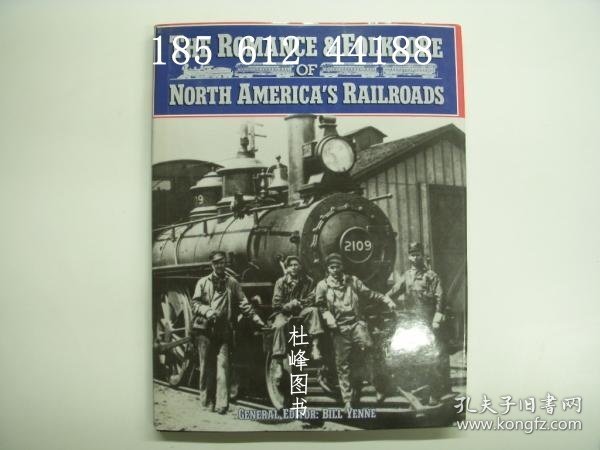 THE ROMANCE & FOLKLORE
185 612 44188
OF
NORTH AMERICA'S RAILROADS
2109
杜峰图书
GENERAL EDITOR: BILL YENNE
孔夫子旧书网
www.kongfz.com